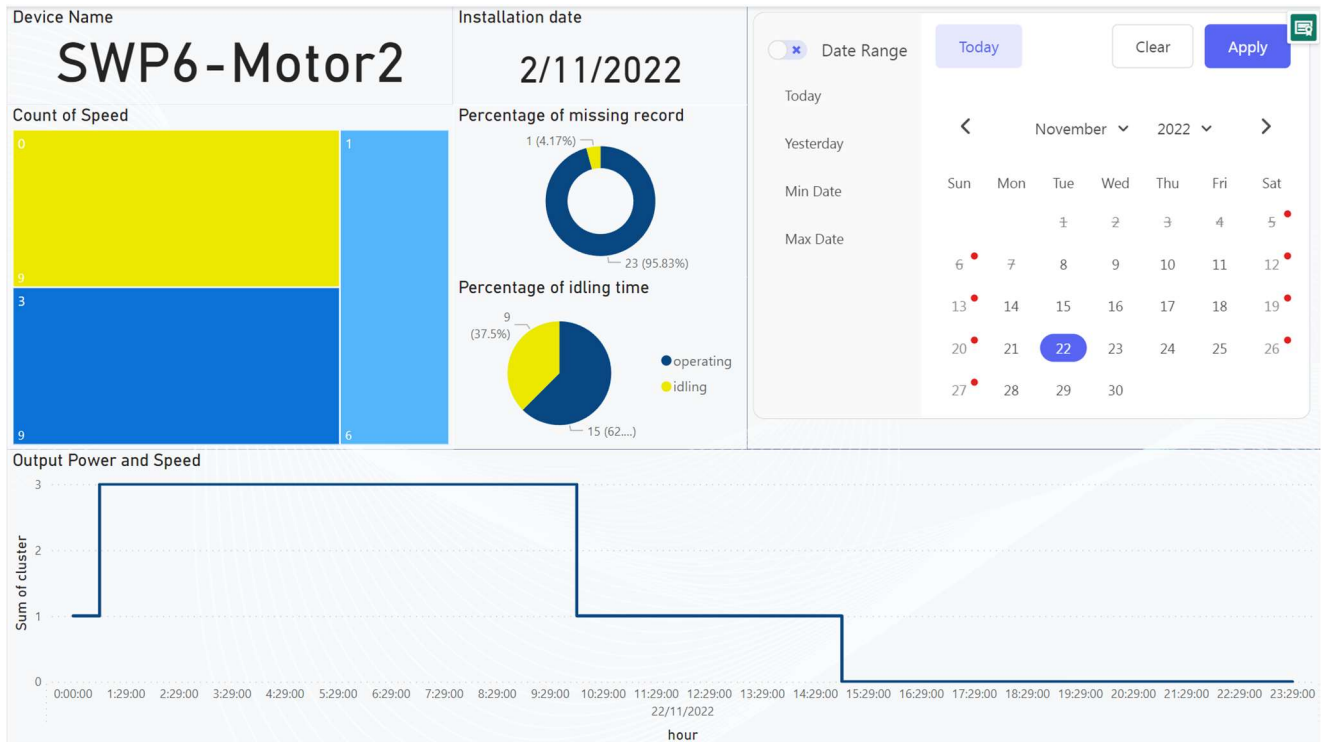 Device Name
SWP6-Motor2
Installation date
2/11/2022
Count of Speed
0
9
3
9
1
6
Percentage of missing record
1 (4.17%)
23 (95.83%)
Percentage of idling time
9
(37.5%)
15 (62....)
operating
idling
Date Range
Today
Yesterday
Min Date
Max Date
Today
Clear
Apply
November 2022
Sun Mon Tue Wed Thu Fri Sat
1 2 3 4 5
6 7 8 9 10 11 12
13 14 15 16 17 18 19
20 21 22 23 24 25 26
27 28 29 30
Output Power and Speed
Sum of cluster
3
2
1
0
0:00:00 1:29:00 2:29:00 3:29:00 4:29:00 5:29:00 6:29:00 7:29:00 8:29:00 9:29:00 10:29:00 11:29:00 12:29:00 13:29:00 14:29:00 15:29:00 16:29:00 17:29:00 18:29:00 19:29:00 20:29:00 21:29:00 22:29:00 23:29:00
22/11/2022
hour